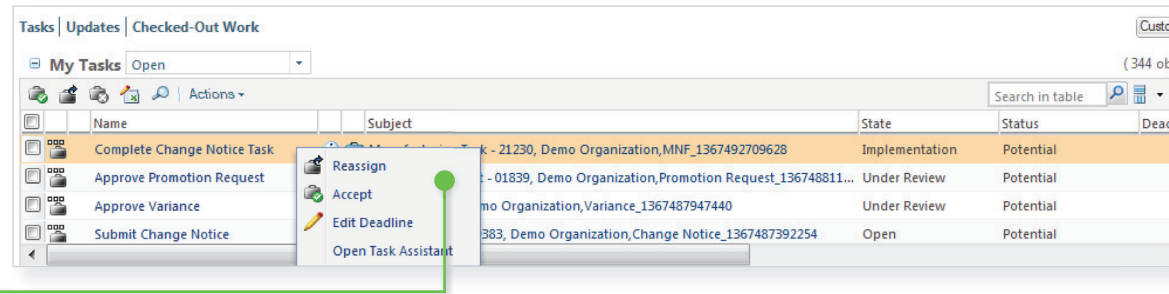 Tasks | Updates | Checked-Out Work
Custo
My Tasks Open
(344 ob
Actions
Search in table
Name Subject State Status Deac
Complete Change Notice Task - 21230, Demo Organization,MNF_1367492709628 Implementation Potential
Approve Promotion Request - 01839, Demo Organization,Promotion Request_136748811... Under Review Potential
Approve Variance mo Organization,Variance_1367487947440 Under Review Potential
Submit Change Notice 383, Demo Organization,Change Notice_1367487392254 Open Potential
Reassign
Accept
Edit Deadline
Open Task Assistant